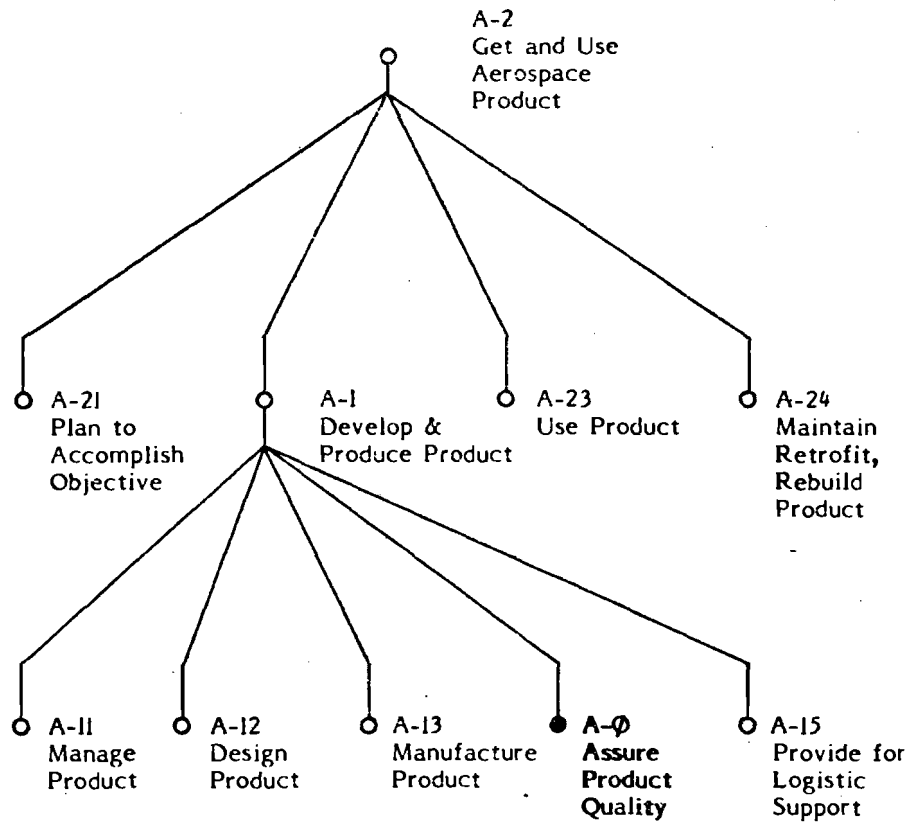 A-2
Get and Use
Aerospace
Product
A-21
Plan to
Accomplish
Objective
A-1
Develop &
Produce Product
A-23
Use Product
A-24
Maintain
Retrofit,
Rebuild
Product
A-11
Manage
Product
A-12
Design
Product
A-13
Manufacture
Product
A-Ø
Assure
Product
Quality
A-15
Provide for
Logistic
Support